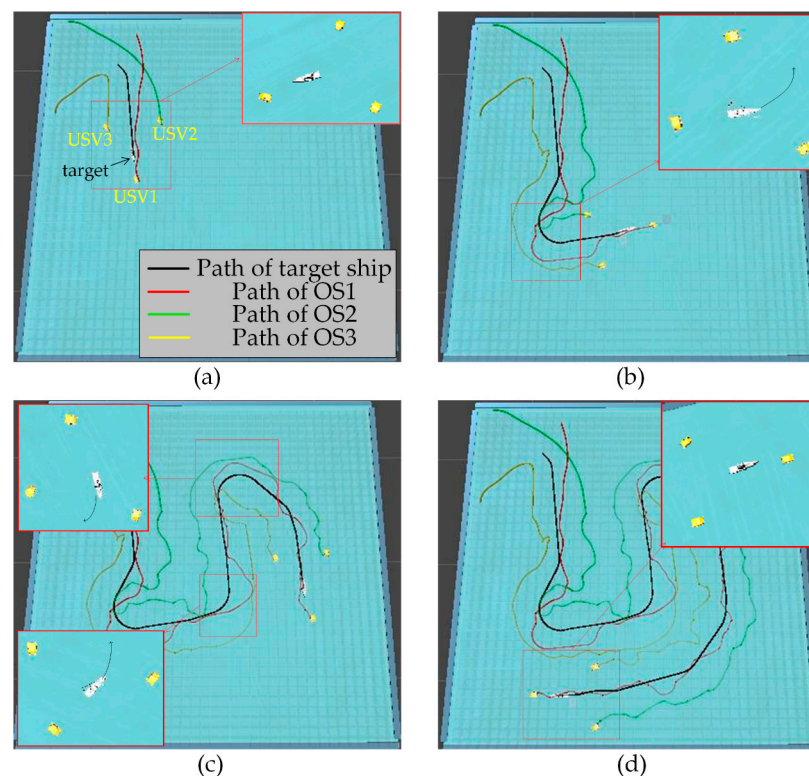 USV3
USV2
target
USV1
Path of target ship
Path of OS1
Path of OS2
Path of OS3
(a)
(b)
(c)
(d)